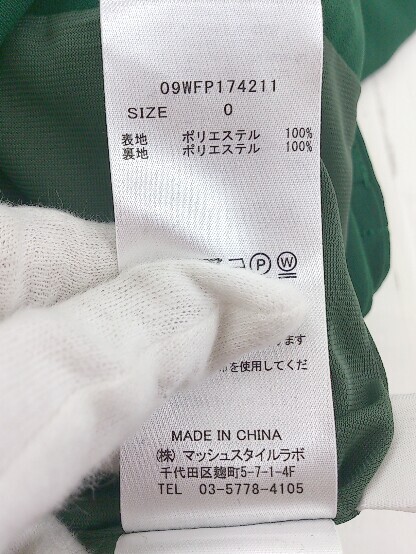 09WFP174211
SIZE 0
表地 ポリエステル 100%
裏地 ポリエステル 100%
P W
ます
を使用してくだ
MADE IN CHINA
(株) マッシュスタイルラボ
千代田区麹町5-7-1-4F
TEL 03-5778-4105